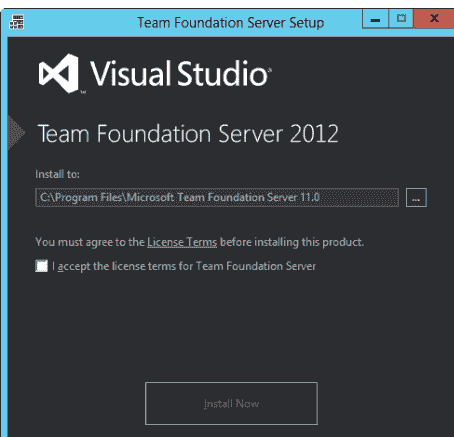 Team Foundation Server Setup
Visual Studio
Team Foundation Server 2012
Install to:
C:\Program Files\Microsoft Team Foundation Server 11.0
...
You must agree to the License Terms before installing this product.
I accept the license terms for Team Foundation Server
Install Now